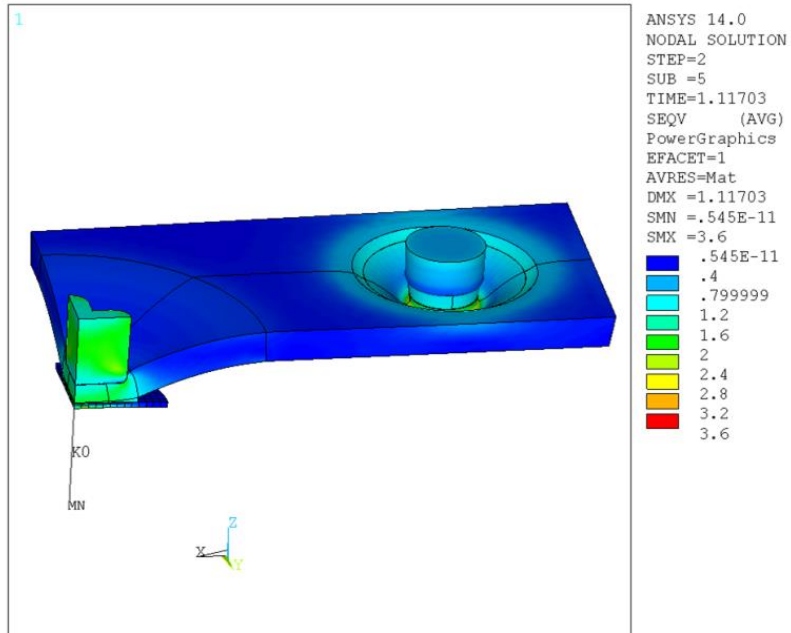 1
ANSYS 14.0
NODAL SOLUTION
STEP=2
SUB =5
TIME=1.11703
SEQV (AVG)
PowerGraphics
EFACET=1
AVRES=Mat
DMX =1.11703
SMN =.545E-11
SMX =3.6
.545E-11
.4
.799999
1.2
1.6
2
2.4
2.8
3.2
3.6
K0
MN
Z
X
Y